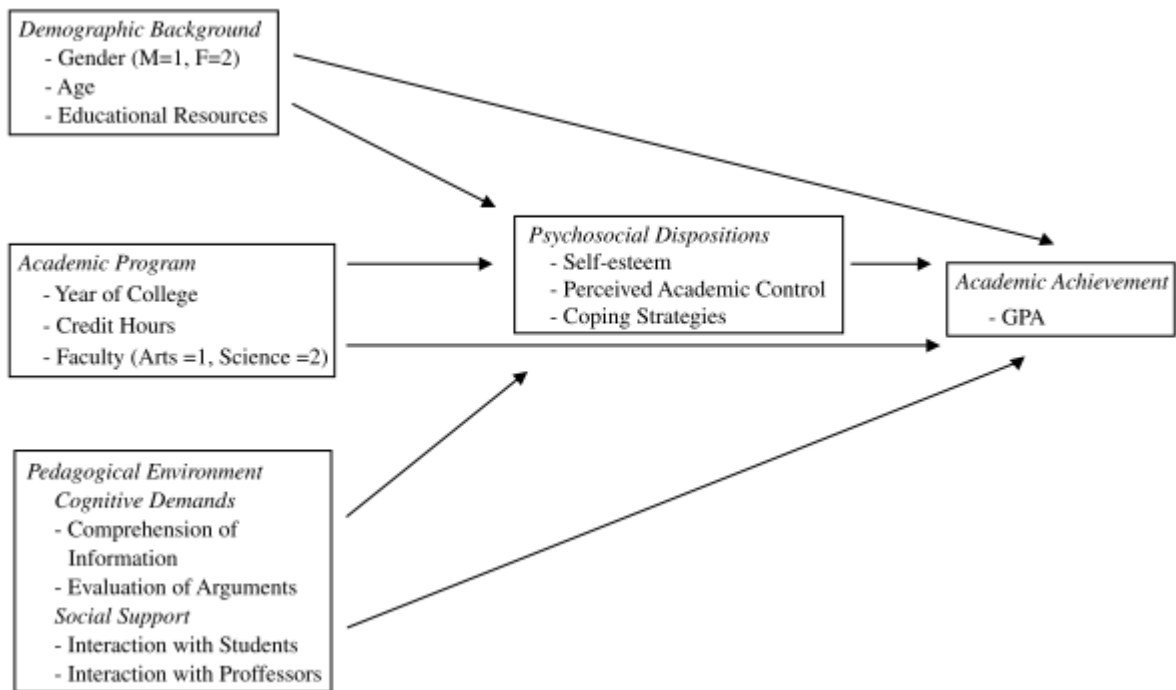 Demographic Background
- Gender (M=1, F=2)
- Age
- Educational Resources
Psychosocial Dispositions
- Self-esteem
- Perceived Academic Control
- Coping Strategies
Academic Program
- Year of College
- Credit Hours
- Faculty (Arts =1, Science =2)
Academic Achievement
- GPA
Pedagogical Environment
Cognitive Demands
- Comprehension of
Information
- Evaluation of Arguments
Social Support
- Interaction with Students
- Interaction with Proffessors